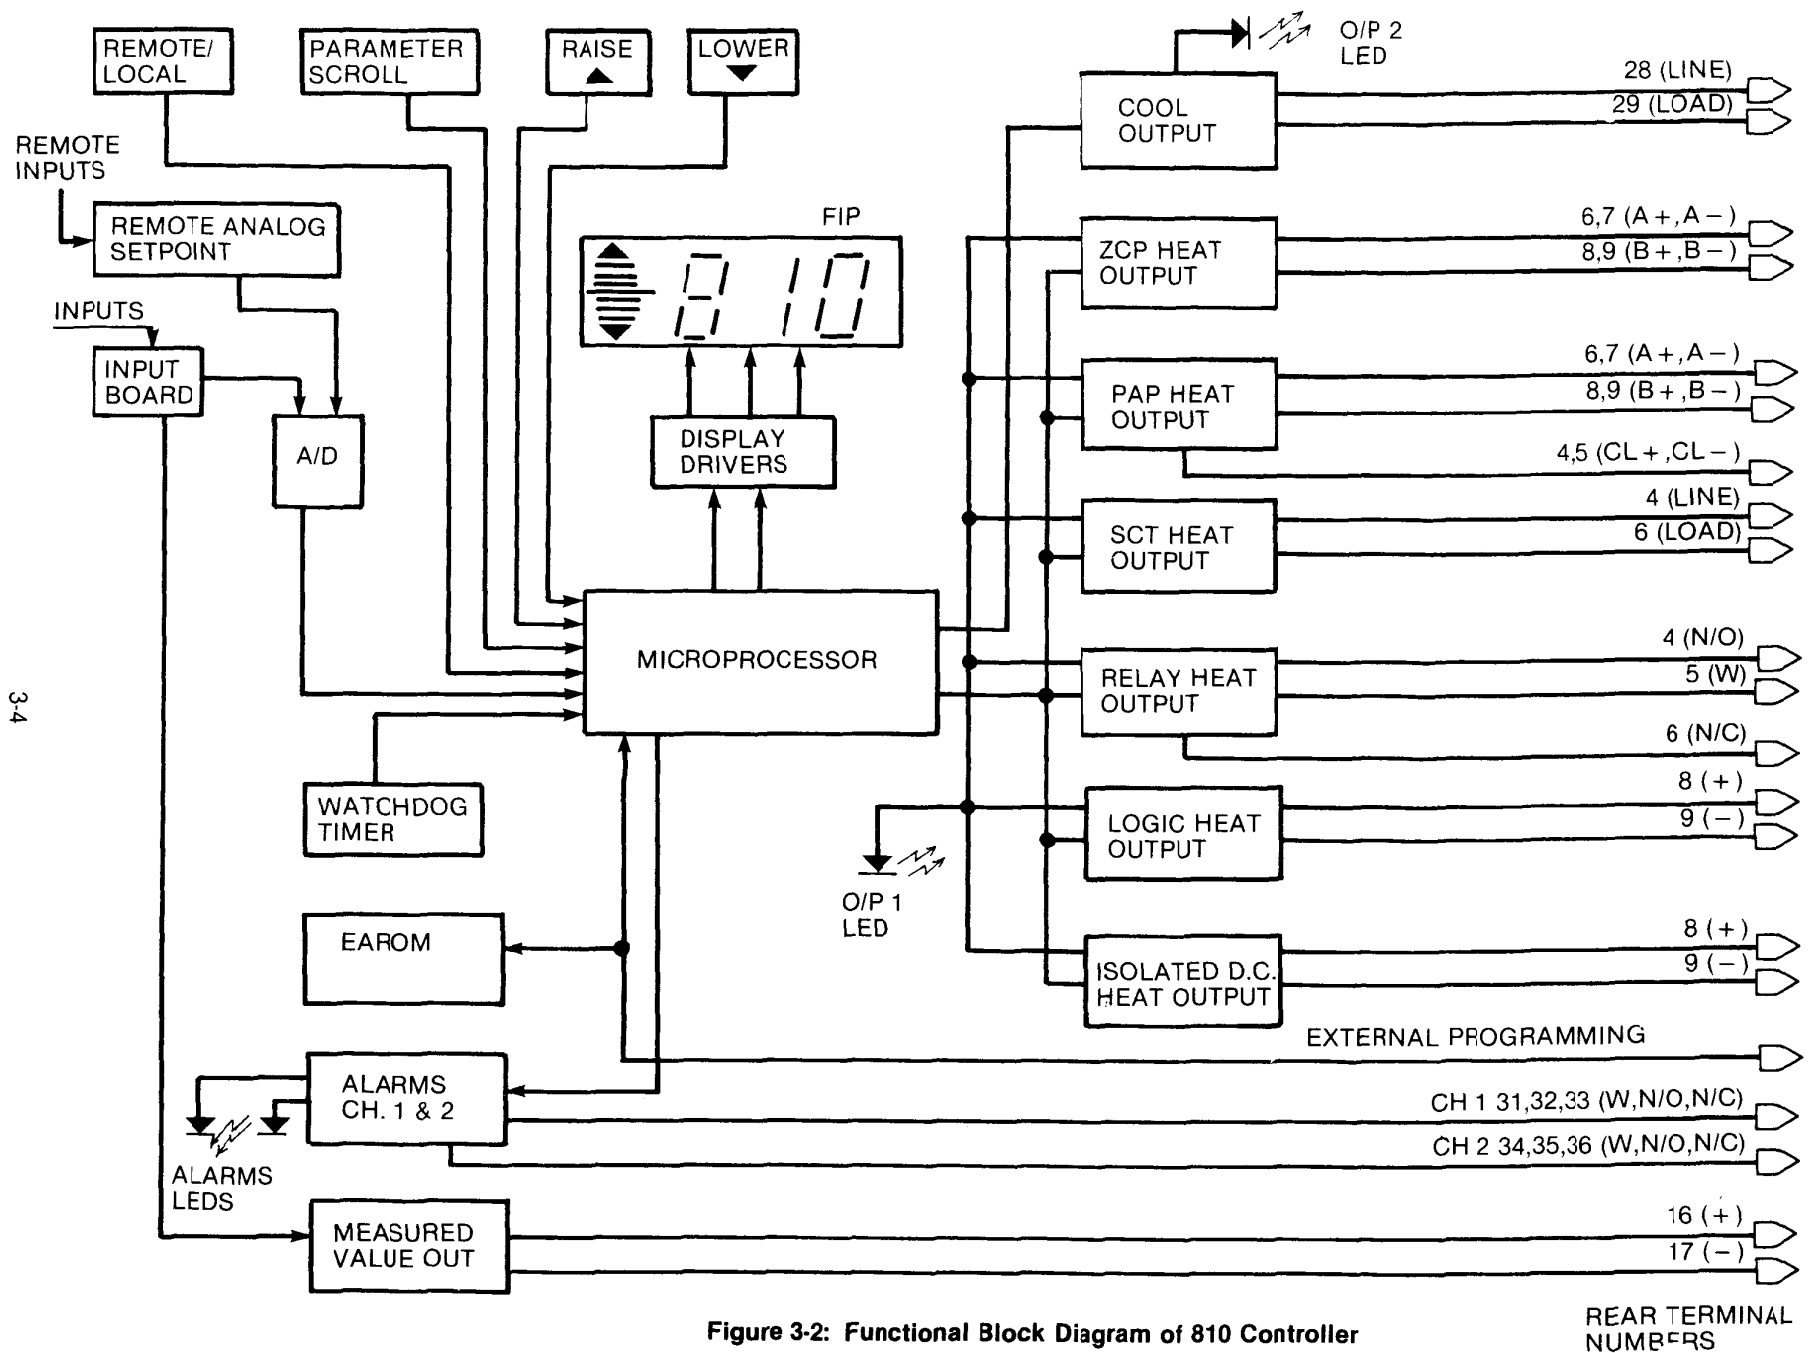 REMOTE/
LOCAL
PARAMETER
SCROLL
RAISE
LOWER
O/P 2
LED
COOL
OUTPUT
28 (LINE)
29 (LOAD)
REMOTE
INPUTS
REMOTE ANALOG
SETPOINT
FIP
810
ZCP HEAT
OUTPUT
6,7 (A+,A−)
8,9 (B+,B−)
INPUTS
INPUT
BOARD
A/D
DISPLAY
DRIVERS
PAP HEAT
OUTPUT
6,7 (A+,A−)
8,9 (B+,B−)
4,5 (CL+,CL−)
SCT HEAT
OUTPUT
4 (LINE)
6 (LOAD)
MICROPROCESSOR
RELAY HEAT
OUTPUT
4 (N/O)
5 (W)
6 (N/C)
3-4
WATCHDOG
TIMER
LOGIC HEAT
OUTPUT
8 (+)
9 (−)
O/P 1
LED
EAROM
ISOLATED D.C.
HEAT OUTPUT
8 (+)
9 (−)
EXTERNAL PROGRAMMING
ALARMS
CH. 1 & 2
CH 1 31,32,33 (W,N/O,N/C)
CH 2 34,35,36 (W,N/O,N/C)
ALARMS
LEDS
MEASURED
VALUE OUT
16 (+)
17 (−)
REAR TERMINAL
NUMBERS
Figure 3-2: Functional Block Diagram of 810 Controller